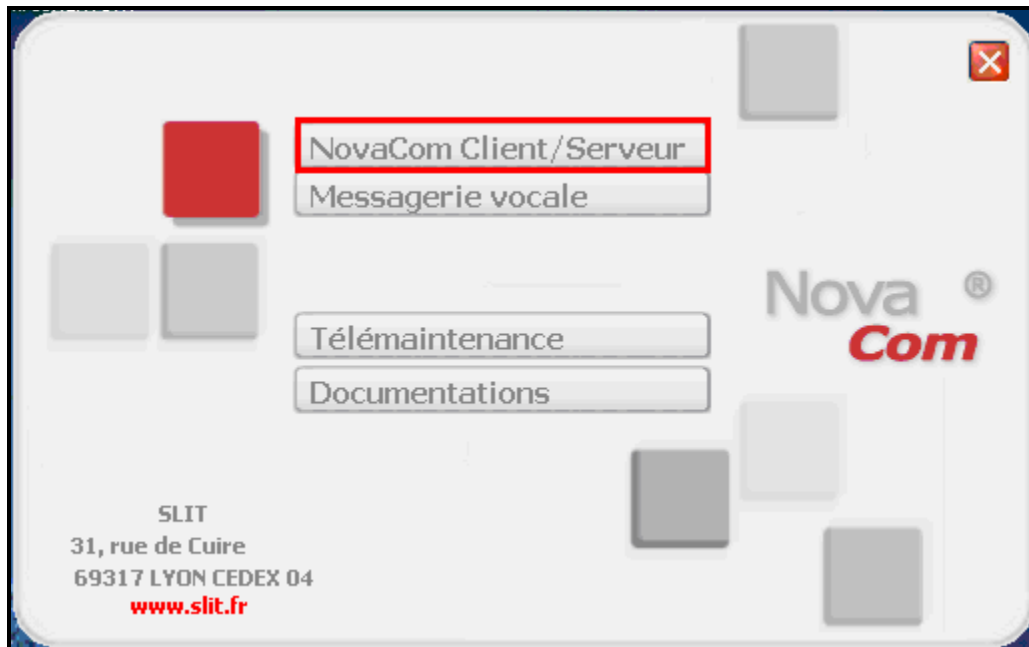 NovaCom Client/Serveur
Messagerie vocale
Nova ®
Com
Télémaintenance
Documentations
SLIT
31, rue de Cuire
69317 LYON CEDEX 04
www.slit.fr